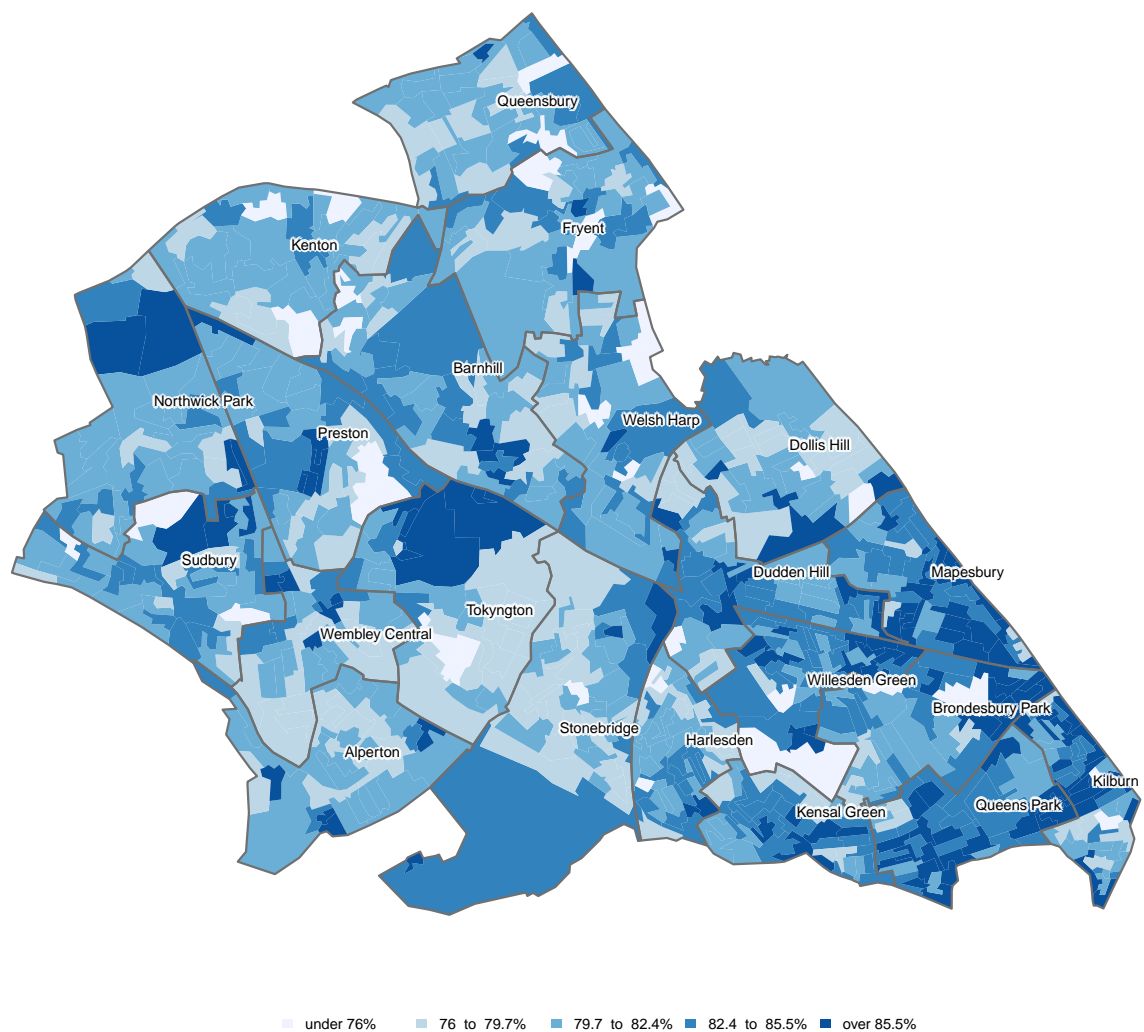 Queensbury
Fryent
Kenton
Barnhill
Northwick Park
Welsh Harp
Preston
Dollis Hill
Sudbury
Dudden Hill
Mapesbury
Tokyngton
Wembley Central
Willesden Green
Brondesbury Park
Stonebridge
Harlesden
Alperton
Kilburn
Queens Park
Kensal Green
under 76% 76 to 79.7% 79.7 to 82.4% 82.4 to 85.5% over 85.5%